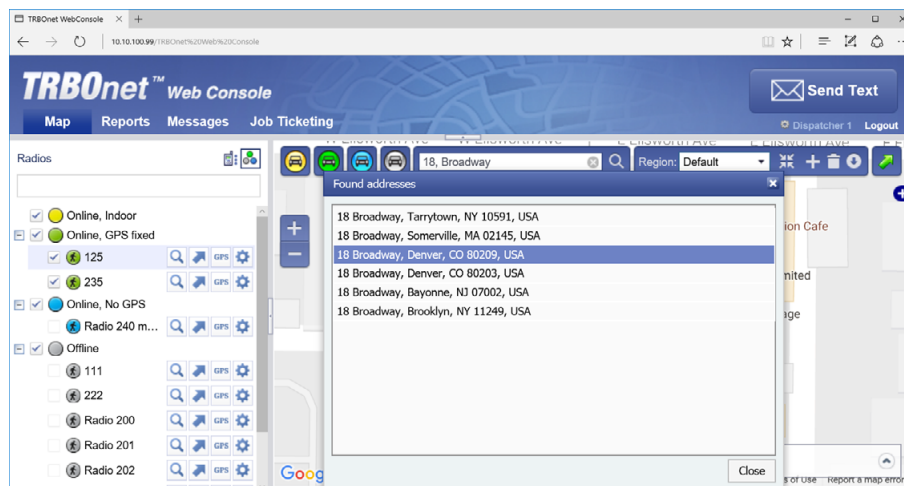 TRBOnet WebConsole
10.10.100.99/TRBOnet%20Web%20Console
TRBOnet™ Web Console
Send Text
Map Reports Messages Job Ticketing
Dispatcher 1 Logout
Radios
18, Broadway
Region: Default
Found addresses
Online, Indoor
Online, GPS fixed
125 GPS
235 GPS
Online, No GPS
Radio 240 m... GPS
Offline
111 GPS
222 GPS
Radio 200 GPS
Radio 201 GPS
Radio 202 GPS
18 Broadway, Tarrytown, NY 10591, USA
18 Broadway, Somerville, MA 02145, USA
18 Broadway, Denver, CO 80209, USA
18 Broadway, Denver, CO 80203, USA
18 Broadway, Bayonne, NJ 07002, USA
18 Broadway, Brooklyn, NY 11249, USA
Close
Cafe
Goog
of Use Report a map error